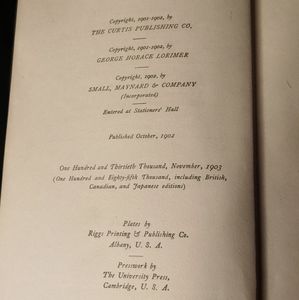 Copyright, 1901-1902, by
THE CURTIS PUBLISHING CO.
Copyright, 1901-1902, by
GEORGE HORACE LORIMER
Copyright, 1902, by
SMALL, MAYNARD & COMPANY
(Incorporated)
Entered at Stationers' Hall
Published October, 1902
One Hundred and Thirtieth Thousand, November, 1903
(One Hundred and Eighty-fifth Thousand, including British,
Canadian, and Japanese editions)
Plates by
Riggs Printing & Publishing Co.
Albany, U. S. A.
Presswork by
The University Press,
Cambridge, U. S. A.